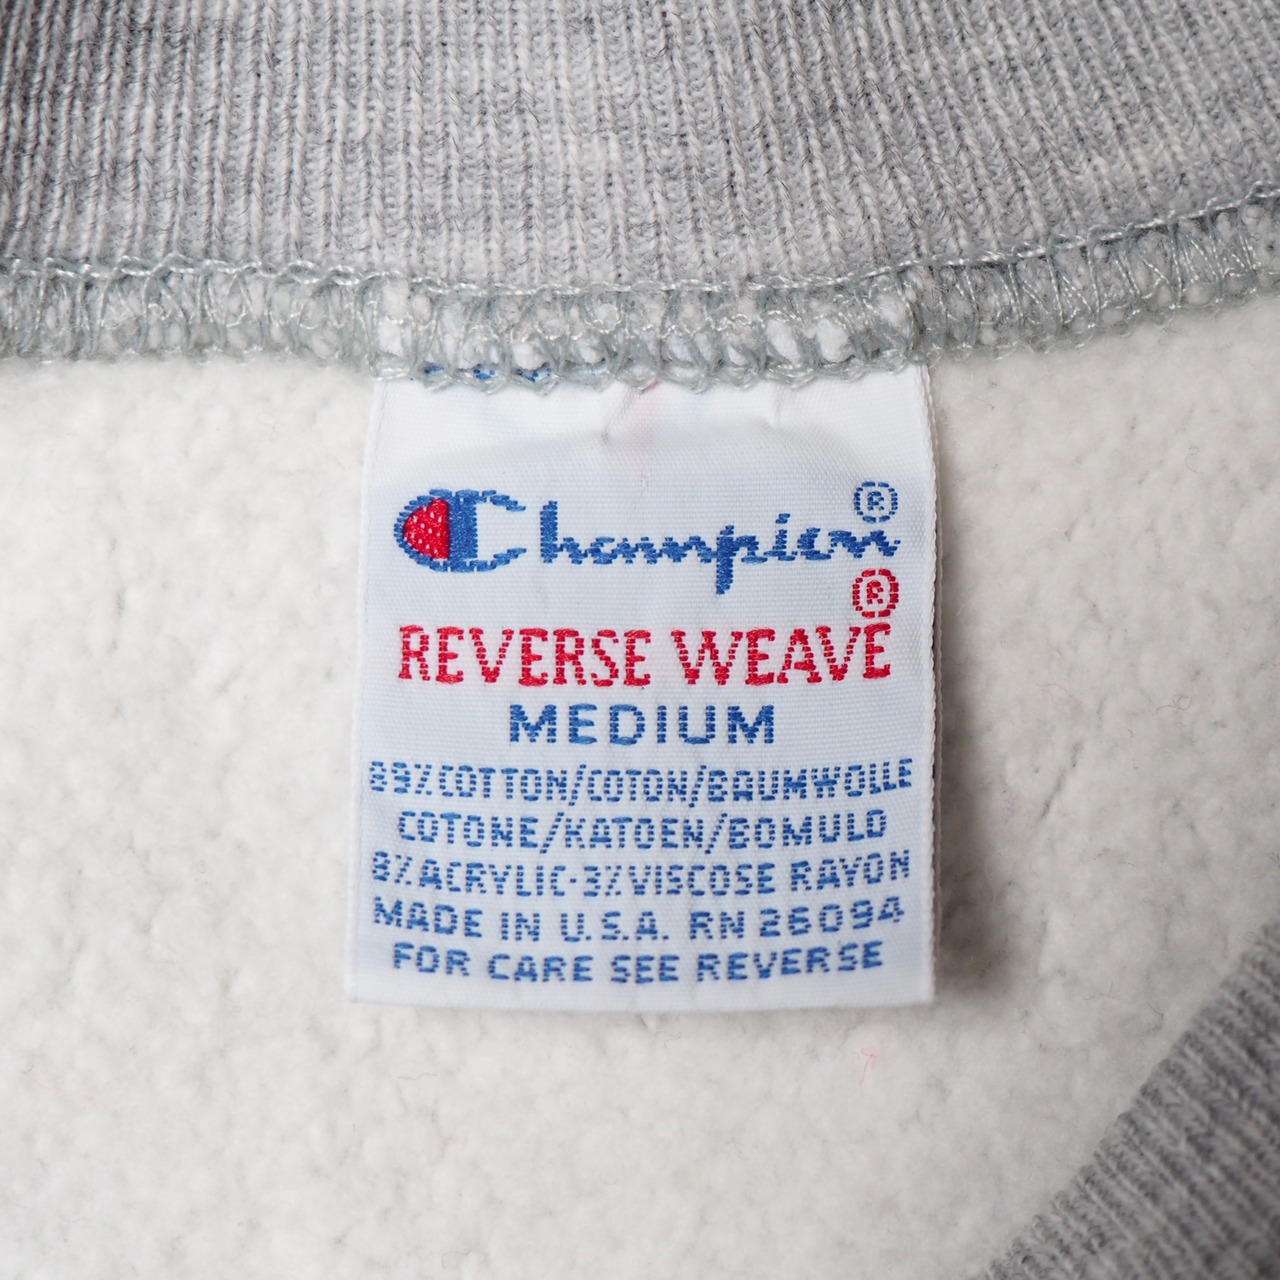 Champion®
®
REVERSE WEAVE
MEDIUM
89% COTTON/COTON/BAUMWOLLE
COTONE/KATOEN/BOMULD
8% ACRYLIC·3% VISCOSE RAYON
MADE IN U.S.A. RN 26094
FOR CARE SEE REVERSE